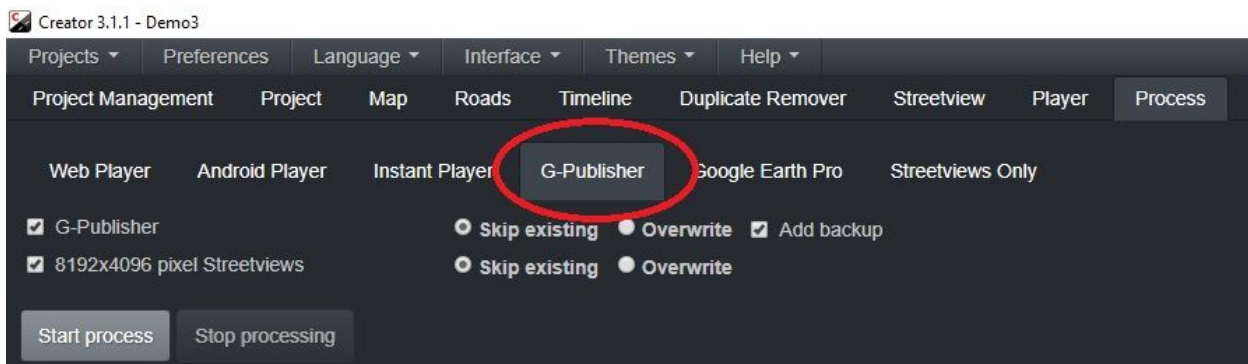 Creator 3.1.1 - Demo3
Projects Preferences Language Interface Themes Help
Project Management Project Map Roads Timeline Duplicate Remover Streetview Player Process
Web Player Android Player Instant Player G-Publisher Google Earth Pro Streetviews Only
G-Publisher Skip existing Overwrite Add backup
8192x4096 pixel Streetviews Skip existing Overwrite
Start process Stop processing